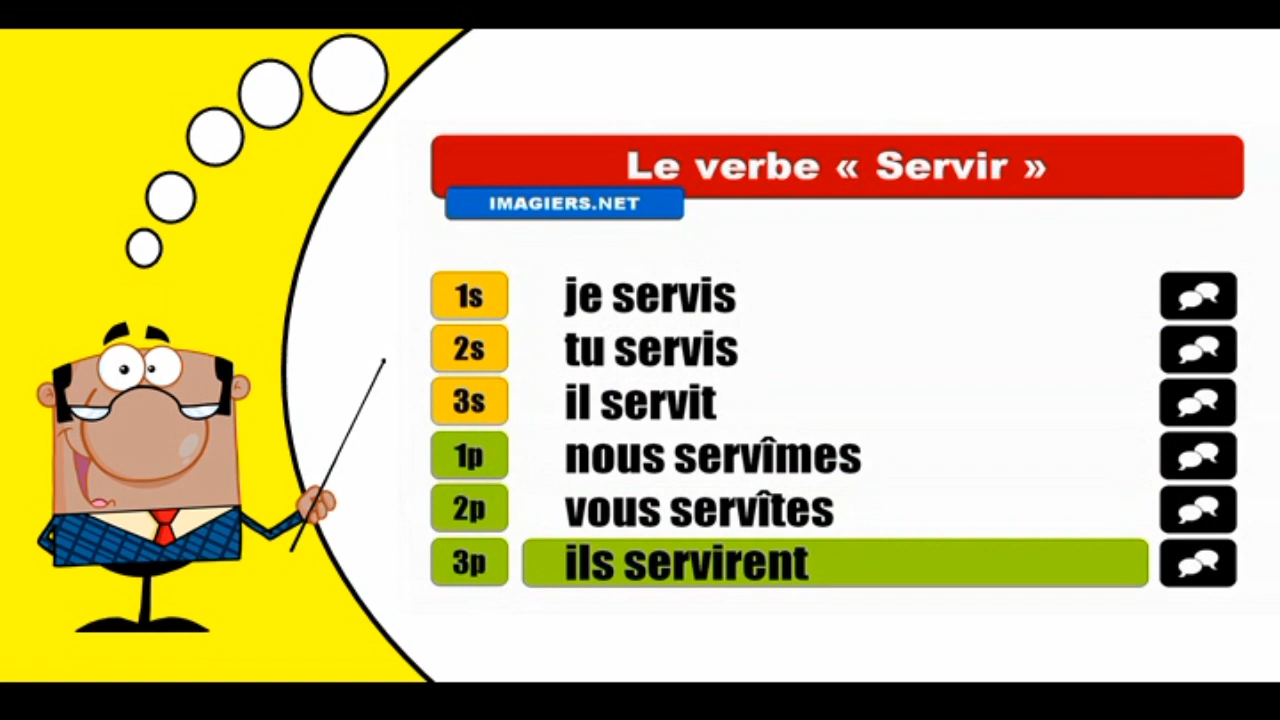 Le verbe « Servir »
IMAGIERS.NET
1s je servis
2s tu servis
3s il servit
1p nous servîmes
2p vous servîtes
3p ils servirent